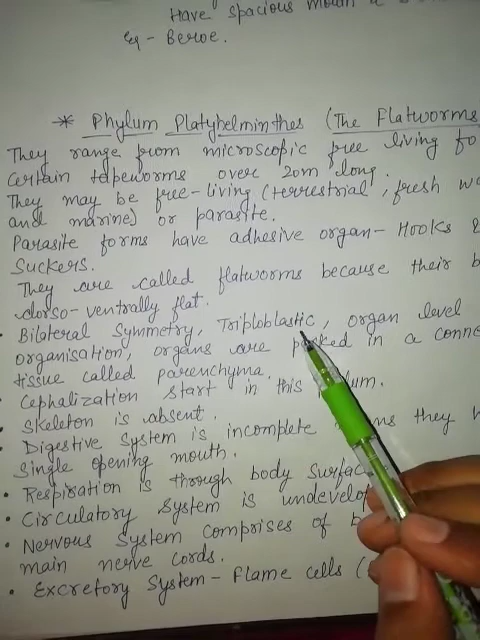 Have spacious mouth
Eg - Beroe.
* Phylum Platyhelminthes (The Flatworms
They range from microscopic free living fo
certain tapeworms over 20m long.
They may be free-living (terrestrial, fresh w
and marine) or parasite.
Parasite forms have adhesive organ - Hooks &
Suckers.
They are called flatworms because their b
dorso-ventrally flat.
• Bilateral Symmetry, Triploblastic, organ level
organisation, organs are packed in a conne
tissue called parenchyma.
• Cephalization start in this
• Skeleton is absent.
• Digestive System is incomplete they h
Single opening mouth.
• Respiration is through body Surfac
• Circulatory System is undevelo
• Nervous System comprises of b
main nerve cords.
• Excretory System - Flame cells (